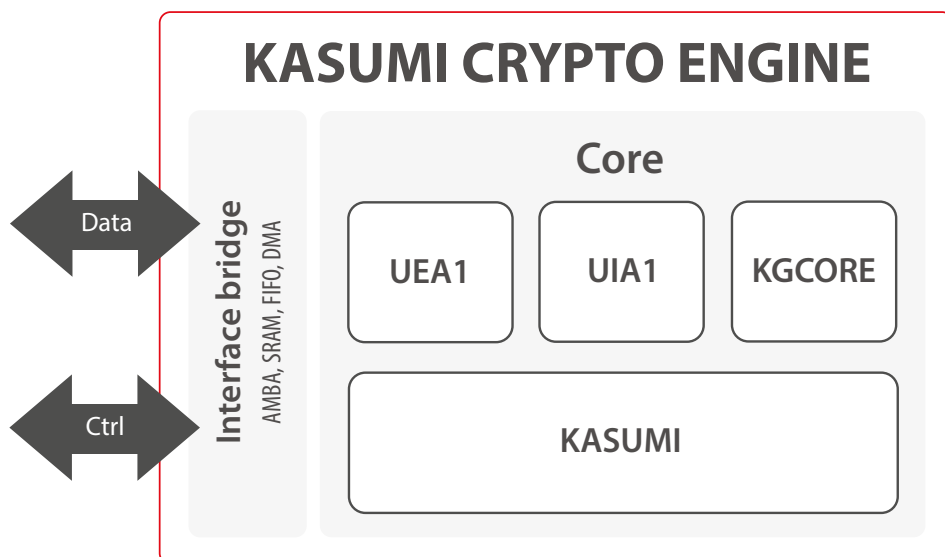 KASUMI CRYPTO ENGINE
Data
Ctrl
Interface bridge
AMBA, SRAM, FIFO, DMA
Core
UEA1
UIA1
KGCORE
KASUMI